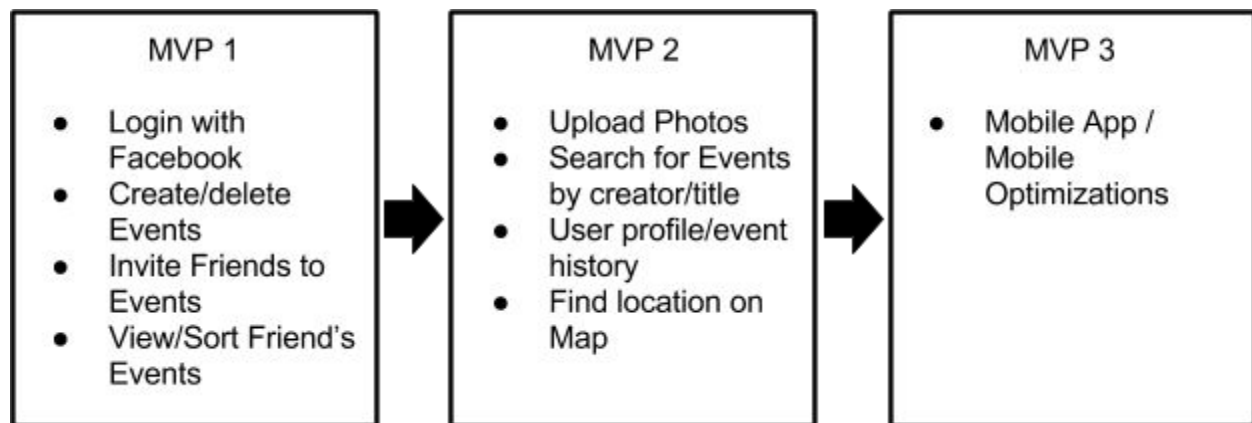 MVP 1
● Login with
Facebook
● Create/delete
Events
● Invite Friends to
Events
● View/Sort Friend's
Events
MVP 2
● Upload Photos
● Search for Events
by creator/title
● User profile/event
history
● Find location on
Map
MVP 3
● Mobile App /
Mobile
Optimizations